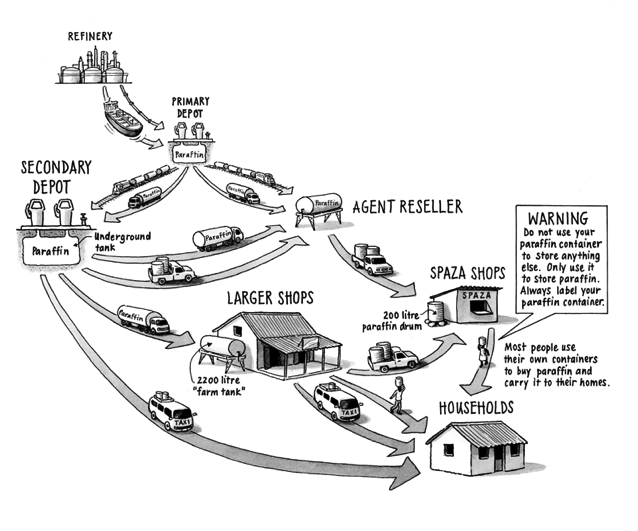 REFINERY
PRIMARY
DEPOT
Paraffin
SECONDARY
DEPOT
Paraffin
Underground
tank
Paraffin
Paraffin
Paraffin
AGENT RESELLER
Paraffin
WARNING
Do not use your
paraffin container
to store anything
else. Only use it
to store paraffin.
Always label your
paraffin container.
SPAZA SHOPS
SPAZA
200 litre
paraffin drum
LARGER SHOPS
Paraffin
2200 litre
"farm tank"
Most people use
their own containers
to buy paraffin and
carry it to their homes.
TAXI
TAXI
HOUSEHOLDS